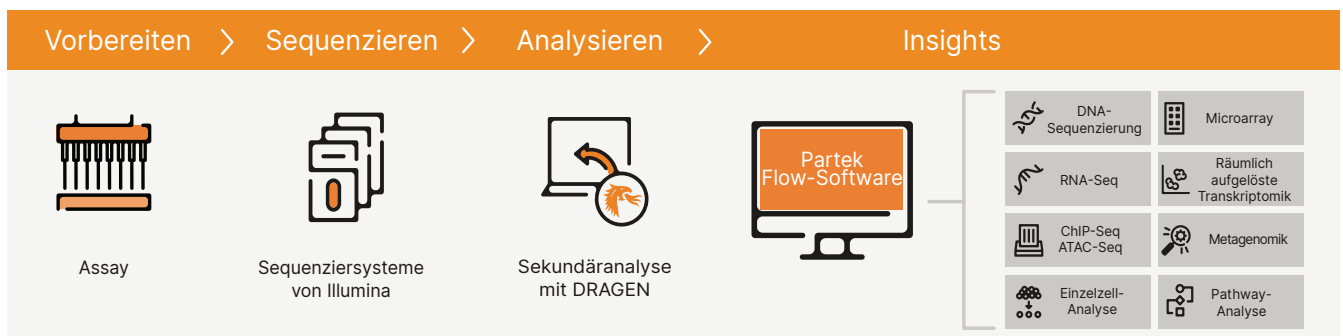 Vorbereiten
Sequenzieren
Analysieren
Insights
Assay
Sequenziersysteme
von Illumina
Sekundäranalyse
mit DRAGEN
Partek
Flow-Software
DNA-
Sequenzierung
Microarray
RNA-Seq
Räumlich
aufgelöste
Transkriptomik
ChIP-Seq
ATAC-Seq
Metagenomik
Einzelzell-
Analyse
Pathway-
Analyse